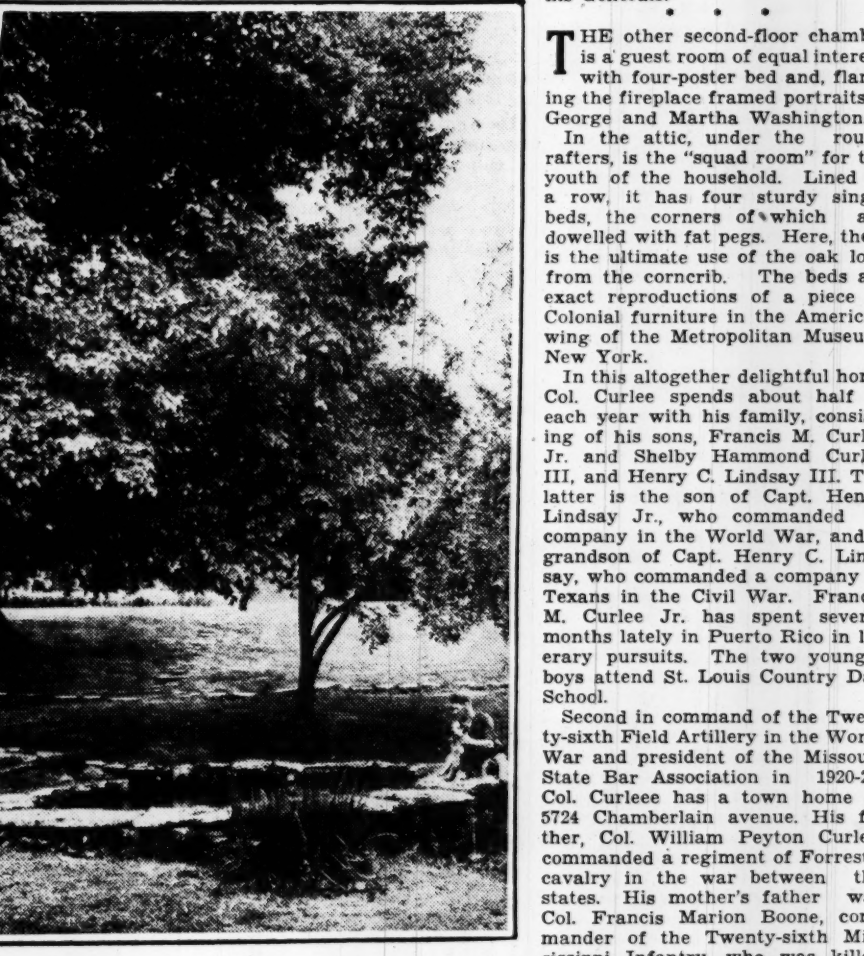 * * *
THE other second-floor chamb
is a guest room of equal intere
with four-poster bed and, flan
ing the fireplace framed portraits
George and Martha Washington
In the attic, under the rou
rafters, is the "squad room" for t
youth of the household. Lined
a row, it has four sturdy sing
beds, the corners of which a
dowelled with fat pegs. Here, the
is the ultimate use of the oak lo
from the corncrib. The beds a
exact reproductions of a piece
Colonial furniture in the Americ
wing of the Metropolitan Museu
New York.
In this altogether delightful hom
Col. Curlee spends about half
each year with his family, consis
ing of his sons, Francis M. Curl
Jr. and Shelby Hammond Curl
III, and Henry C. Lindsay III. T
latter is the son of Capt. Hen
Lindsay Jr., who commanded
company in the World War, and
grandson of Capt. Henry C. Lin
say, who commanded a company
Texans in the Civil War. Franc
M. Curlee Jr. has spent sever
months lately in Puerto Rico in l
erary pursuits. The two young
boys attend St. Louis Country Da
School.
Second in command of the Twe
ty-sixth Field Artillery in the Wor
War and president of the Missou
State Bar Association in 1920-2
Col. Curleee has a town home
5724 Chamberlain avenue. His f
ther, Col. William Peyton Curle
commanded a regiment of Forres
cavalry in the war between th
states. His mother's father wa
Col. Francis Marion Boone, com
mander of the Twenty-sixth Mi